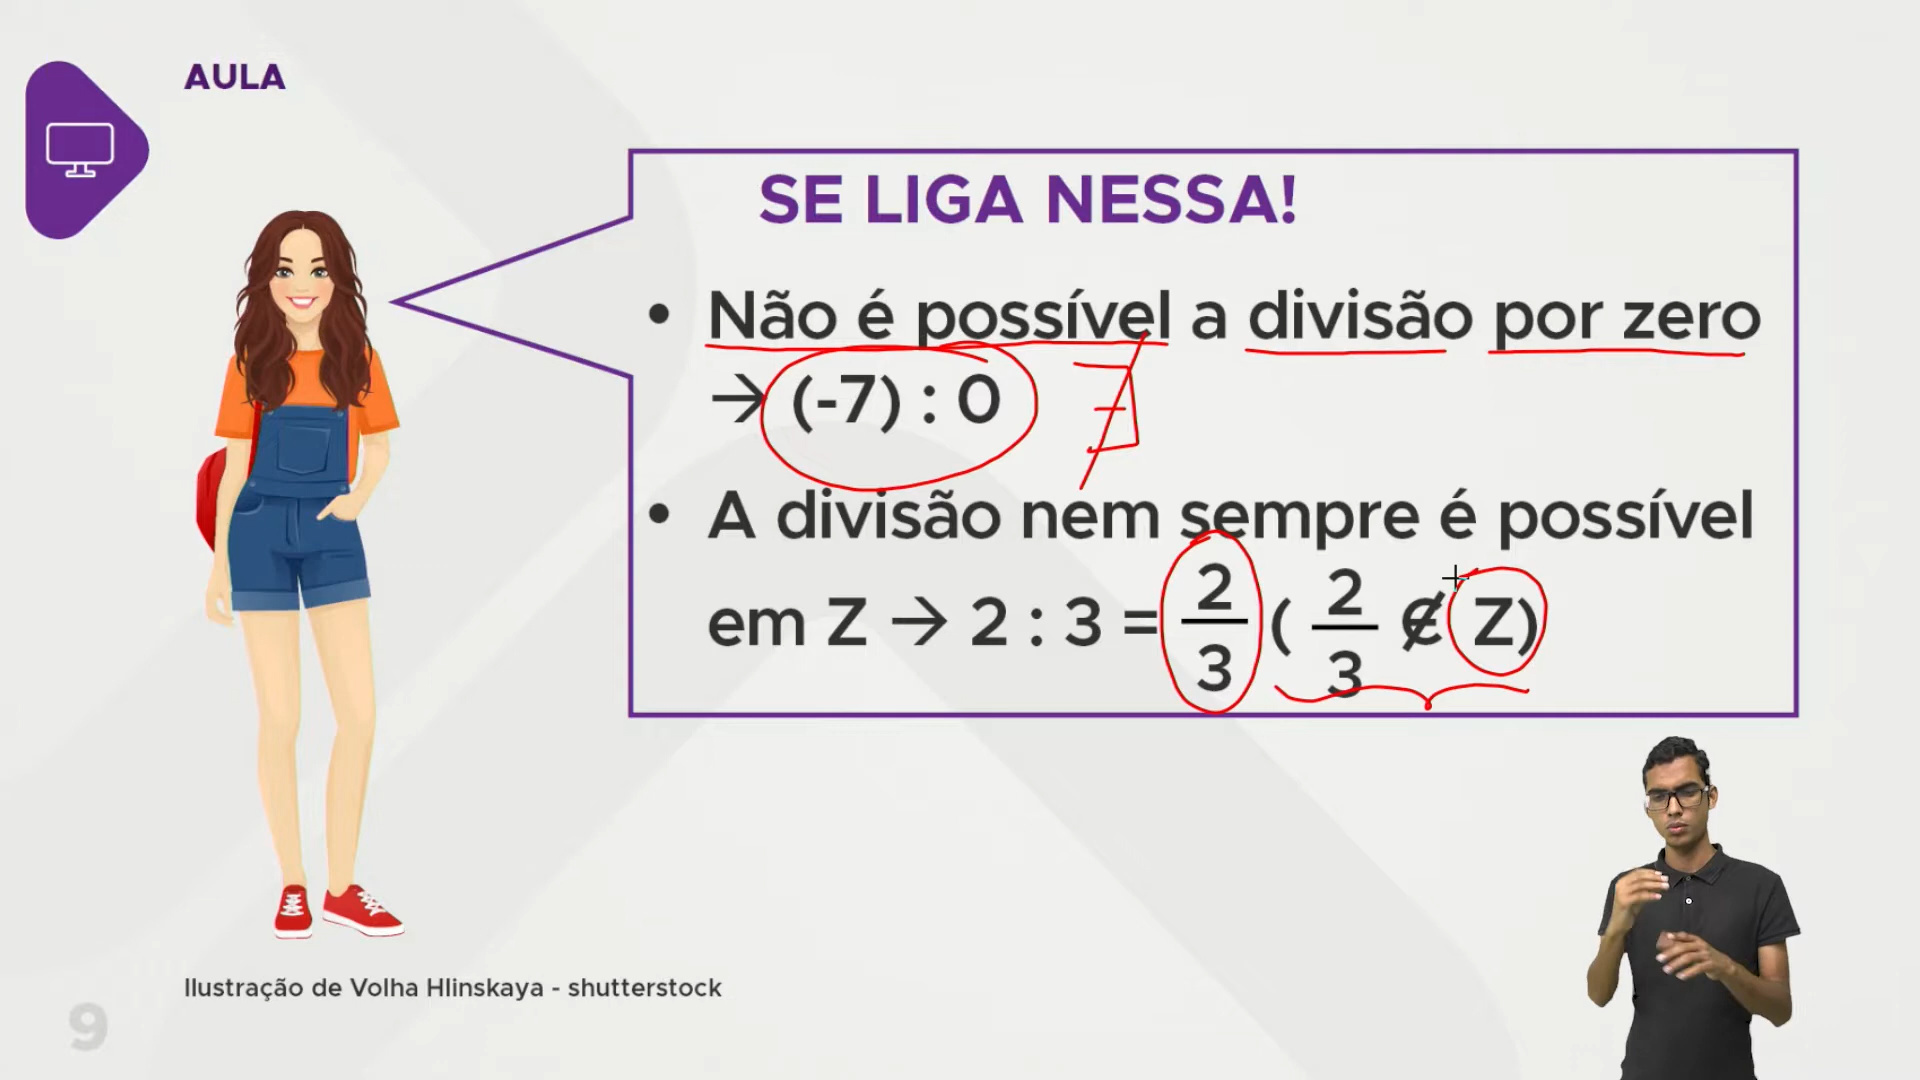 AULA
SE LIGA NESSA!
• Não é possível a divisão por zero
→ (-7) : 0 ∄
• A divisão nem sempre é possível
em Z → 2 : 3 = 2/3 ( 2/3 ∉ Z)
Ilustração de Volha Hlinskaya - shutterstock
9